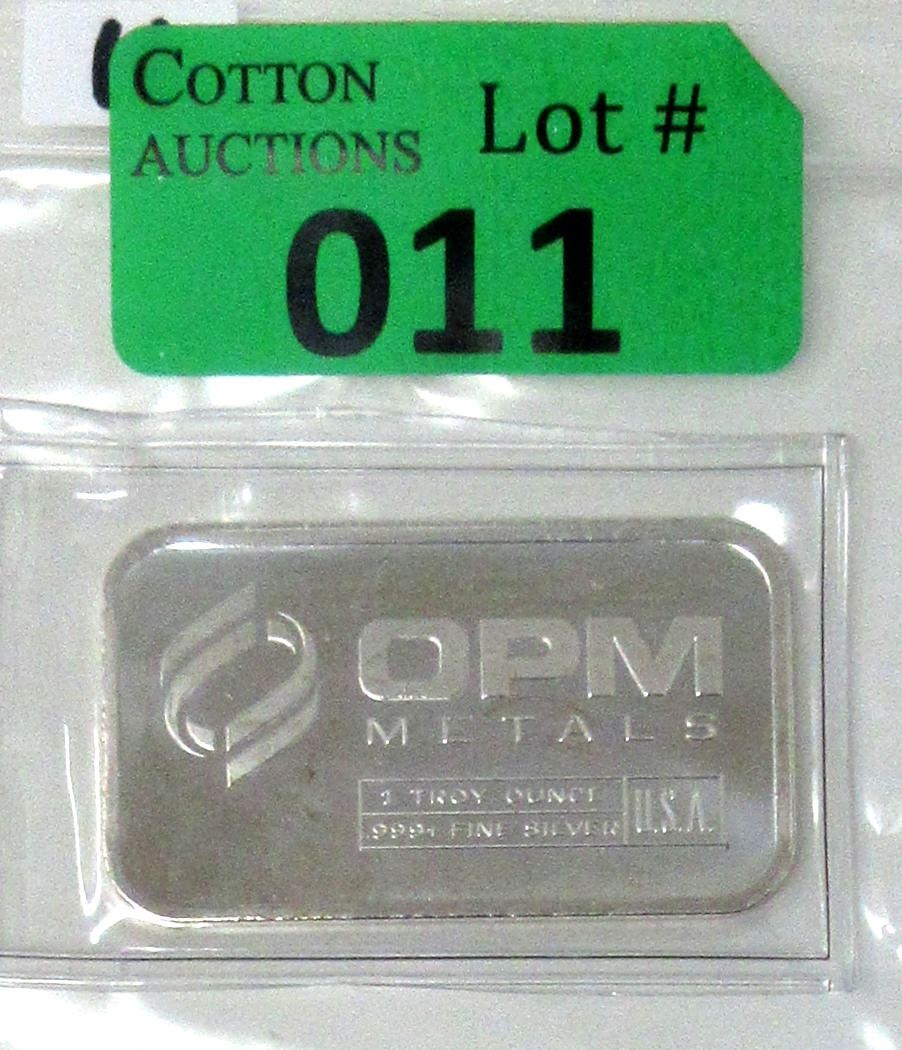 COTTON
AUCTIONS
Lot #
011
OPM
METALS
1 TROY OUNCE
.999+ FINE SILVER
U.S.A.